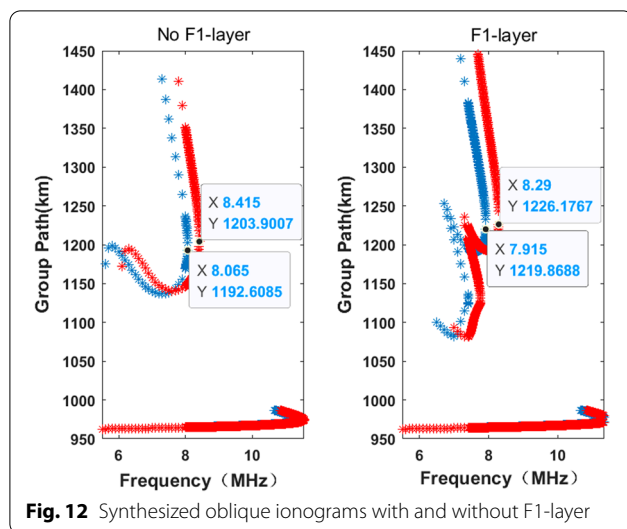 No F1-layer
F1-layer
Group Path(km)
1450
1400
1350
1300
1250
1200
1150
1100
1050
1000
950
X 8.415
Y 1203.9007
X 8.065
Y 1192.6085
6
8
10
Frequency（MHz）
Group Path(km)
1450
1400
1350
1300
1250
1200
1150
1100
1050
1000
950
X 8.29
Y 1226.1767
X 7.915
Y 1219.8688
6
8
10
Frequency（MHz）
Fig. 12 Synthesized oblique ionograms with and without F1-layer